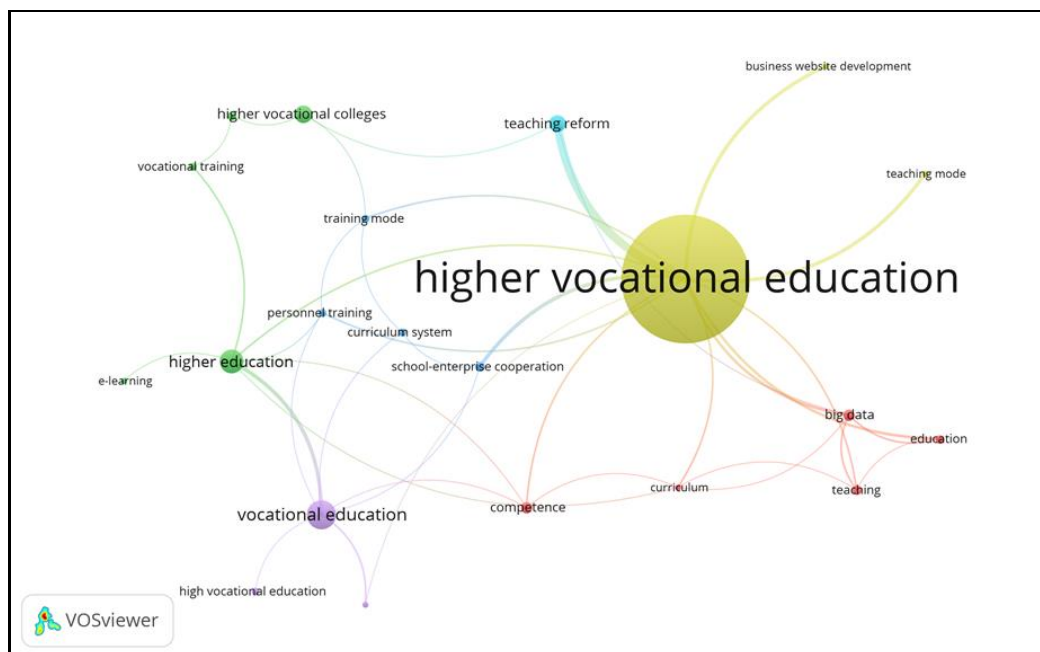 business website development
higher vocational colleges
teaching reform
vocational training
teaching mode
training mode
higher vocational education
personnel training
curriculum system
higher education
school-enterprise cooperation
e-learning
big data
education
curriculum
teaching
competence
vocational education
high vocational education
VOSviewer